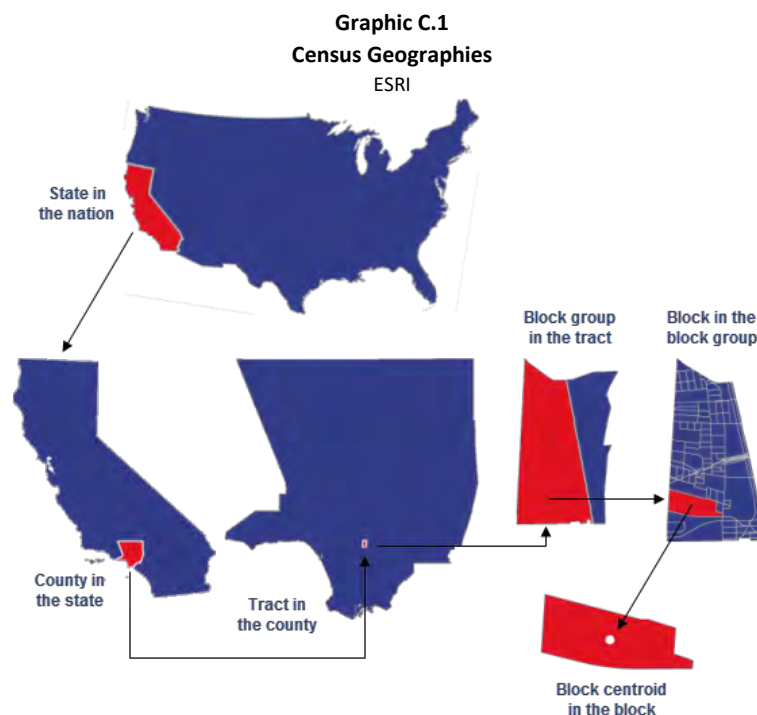 Graphic C.1
Census Geographies
ESRI
State in
the nation
Block group
in the tract
Block in the
block group
County in
the state
Tract in
the county
Block centroid
in the block